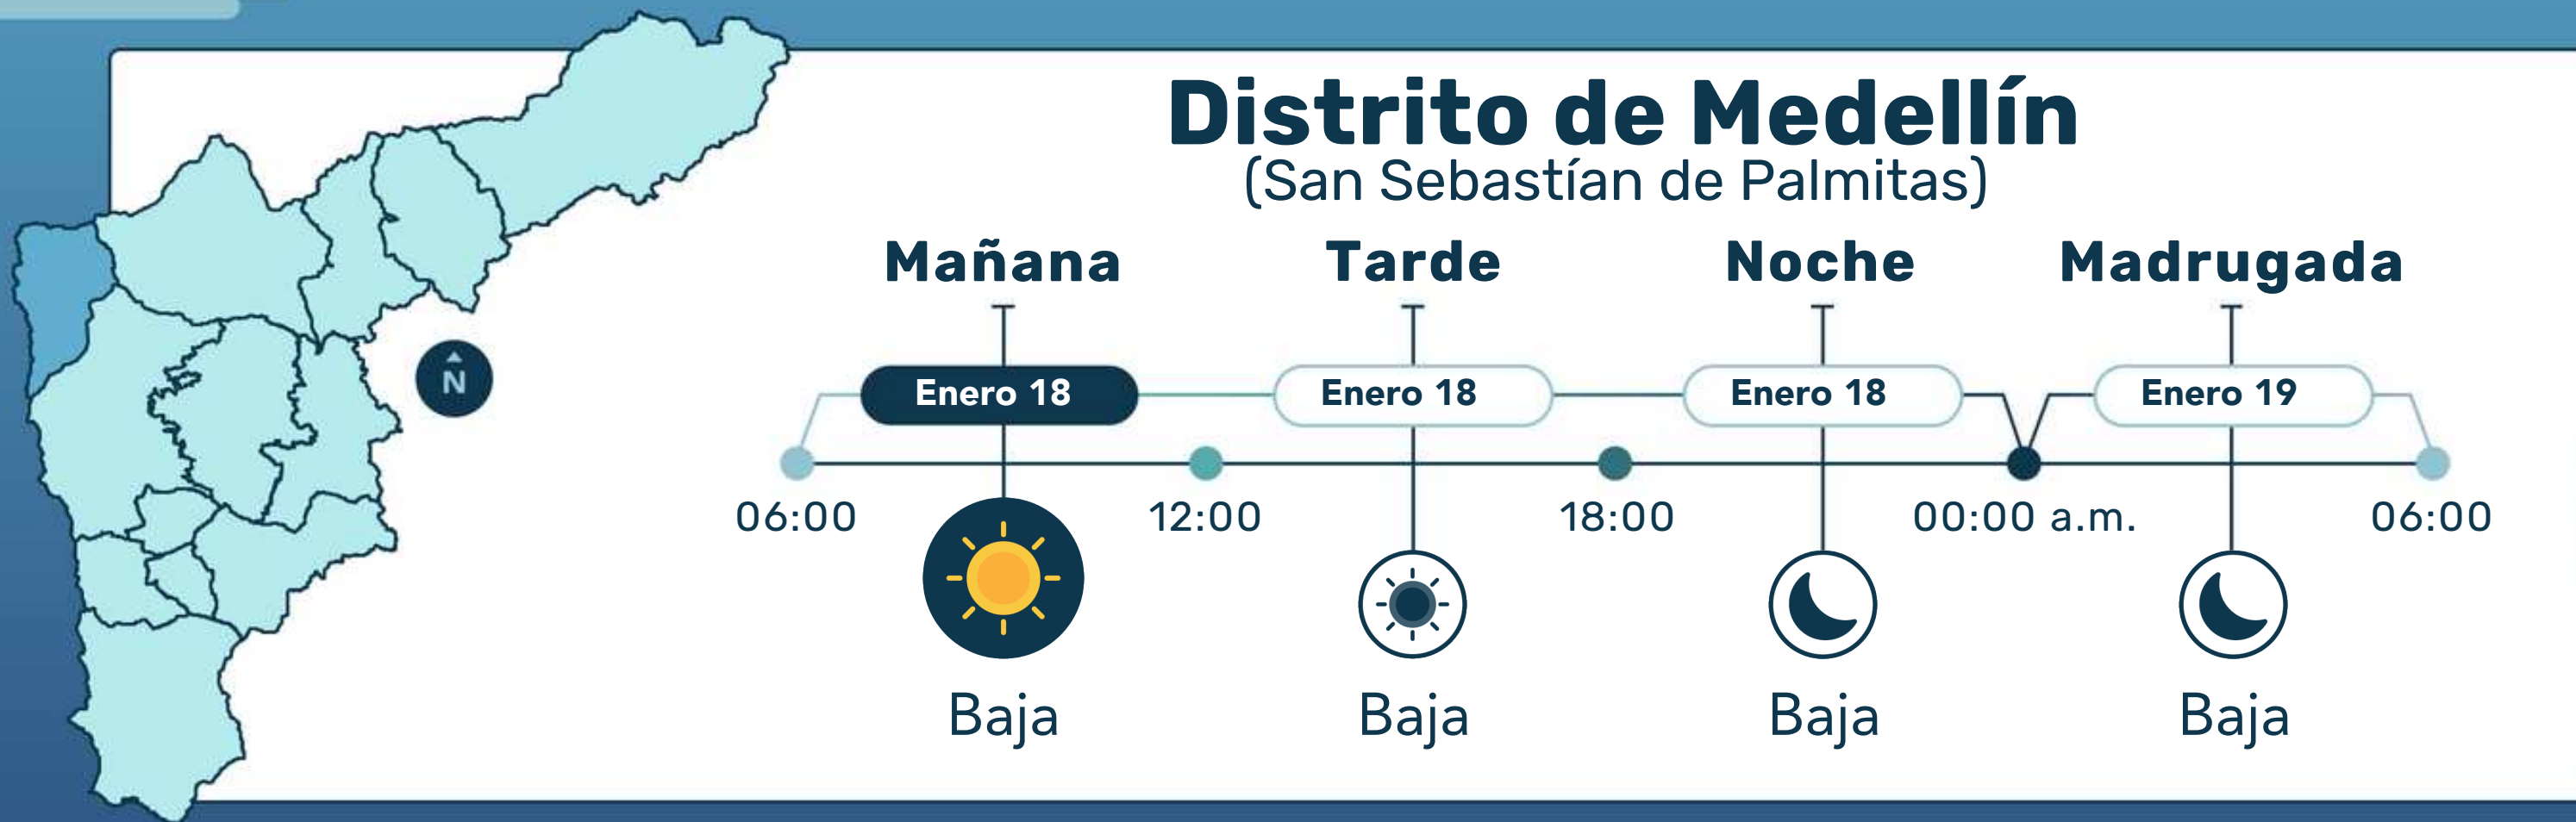 Distrito de Medellín
(San Sebastían de Palmitas)
Mañana Tarde Noche Madrugada
Enero 18 Enero 18 Enero 18 Enero 19
N
06:00 12:00 18:00 00:00 a.m. 06:00
Baja Baja Baja Baja